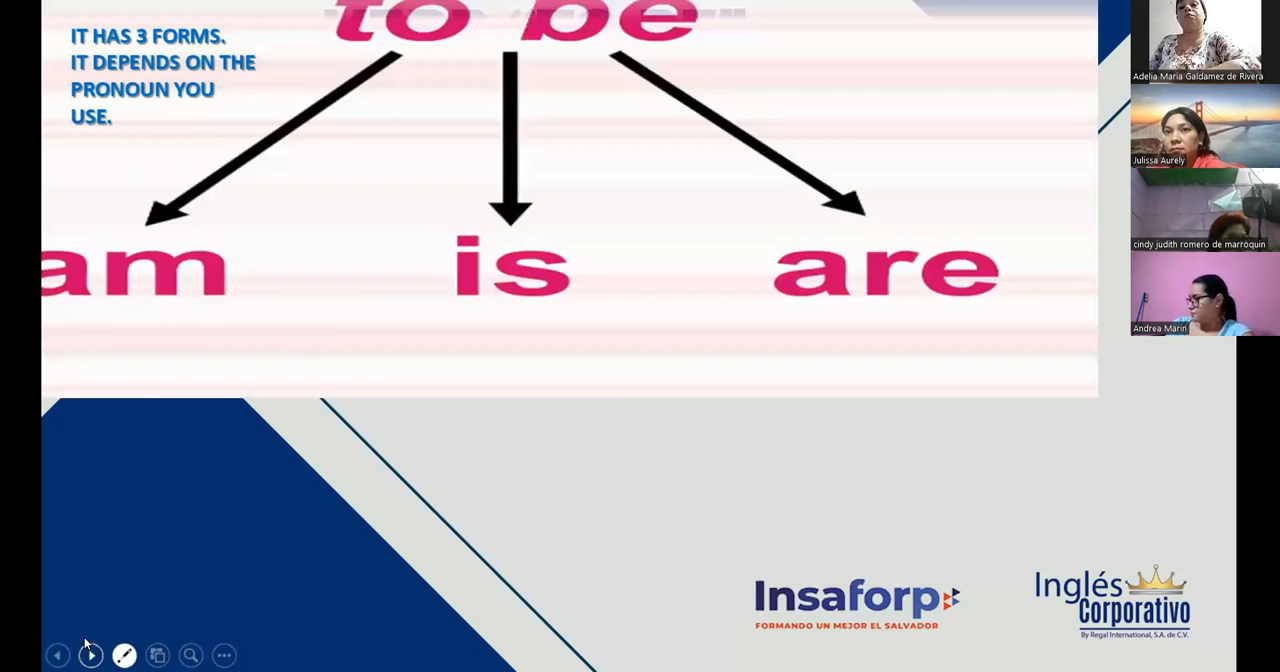 to be
IT HAS 3 FORMS.
IT DEPENDS ON THE
PRONOUN YOU
USE.
am
is
are
Adelia Maria Galdamez de Rivera
Julissa Aurely
cindy judith romero de marroquin
Andrea Marin
Insaforp
FORMANDO UN MEJOR EL SALVADOR
Inglés
Corporativo
By Regal International, S.A. de C.V.